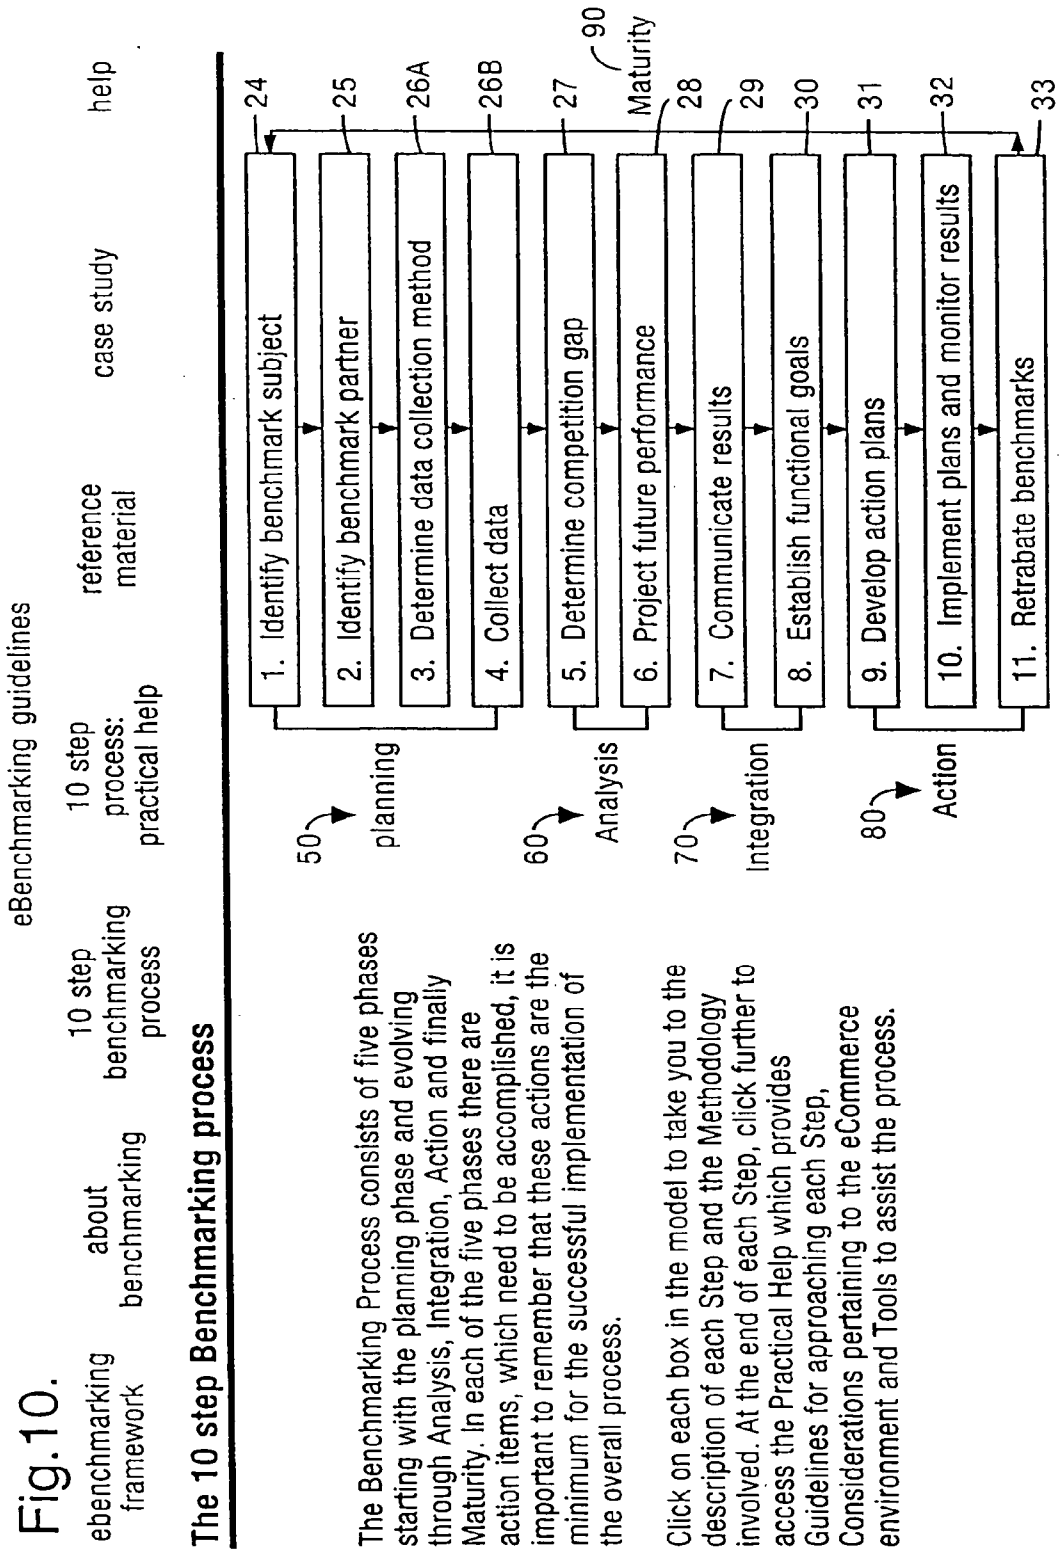 Fig.10.
eBenchmarking guidelines
ebenchmarking
framework
about
benchmarking
10 step
benchmarking
process
10 step
process:
practical help
reference
material
case study
help
The 10 step Benchmarking process
The Benchmarking Process consists of five phases
starting with the planning phase and evolving
through Analysis, Integration, Action and finally
Maturity. In each of the five phases there are
action items, which need to be accomplished, it is
important to remember that these actions are the
minimum for the successful implementation of
the overall process.
Click on each box in the model to take you to the
description of each Step and the Methodology
involved. At the end of each Step, click further to
access the Practical Help which provides
Guidelines for approaching each Step,
Considerations pertaining to the eCommerce
environment and Tools to assist the process.
50
planning
60
Analysis
70
Integration
80
Action
1. Identify benchmark subject
24
2. Identify benchmark partner
25
3. Determine data collection method
26A
4. Collect data
26B
5. Determine competition gap
27
6. Project future performance
28
7. Communicate results
29
8. Establish functional goals
30
9. Develop action plans
31
10. Implement plans and monitor results
32
11. Retrabate benchmarks
33
90
Maturity